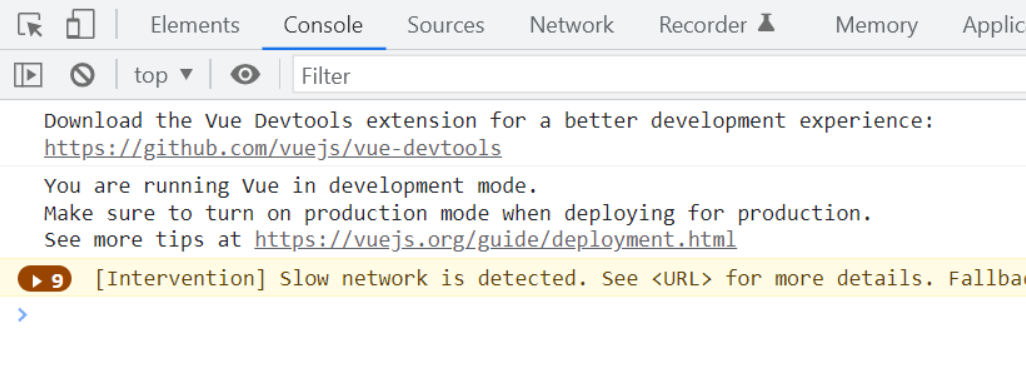 Elements Console Sources Network Recorder Memory Applic
top Filter
Download the Vue Devtools extension for a better development experience:
https://github.com/vuejs/vue-devtools
You are running Vue in development mode.
Make sure to turn on production mode when deploying for production.
See more tips at https://vuejs.org/guide/deployment.html
9 [Intervention] Slow network is detected. See <URL> for more details. Fallbac